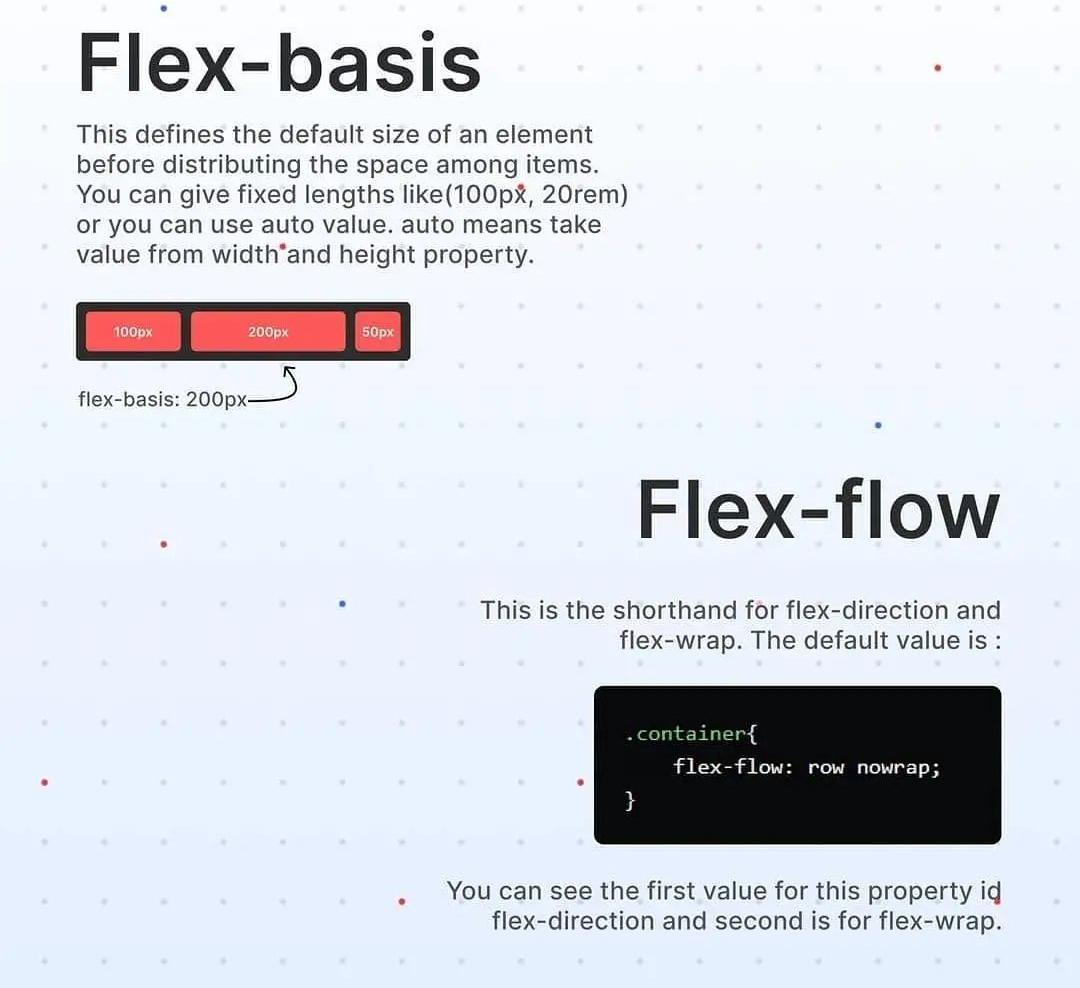 Flex-basis
This defines the default size of an element
before distributing the space among items.
You can give fixed lengths like(100px, 20rem)
or you can use auto value. auto means take
value from width and height property.
100px 200px 50px
flex-basis: 200px
Flex-flow
This is the shorthand for flex-direction and
flex-wrap. The default value is :
.container{
flex-flow: row nowrap;
}
You can see the first value for this property id
flex-direction and second is for flex-wrap.